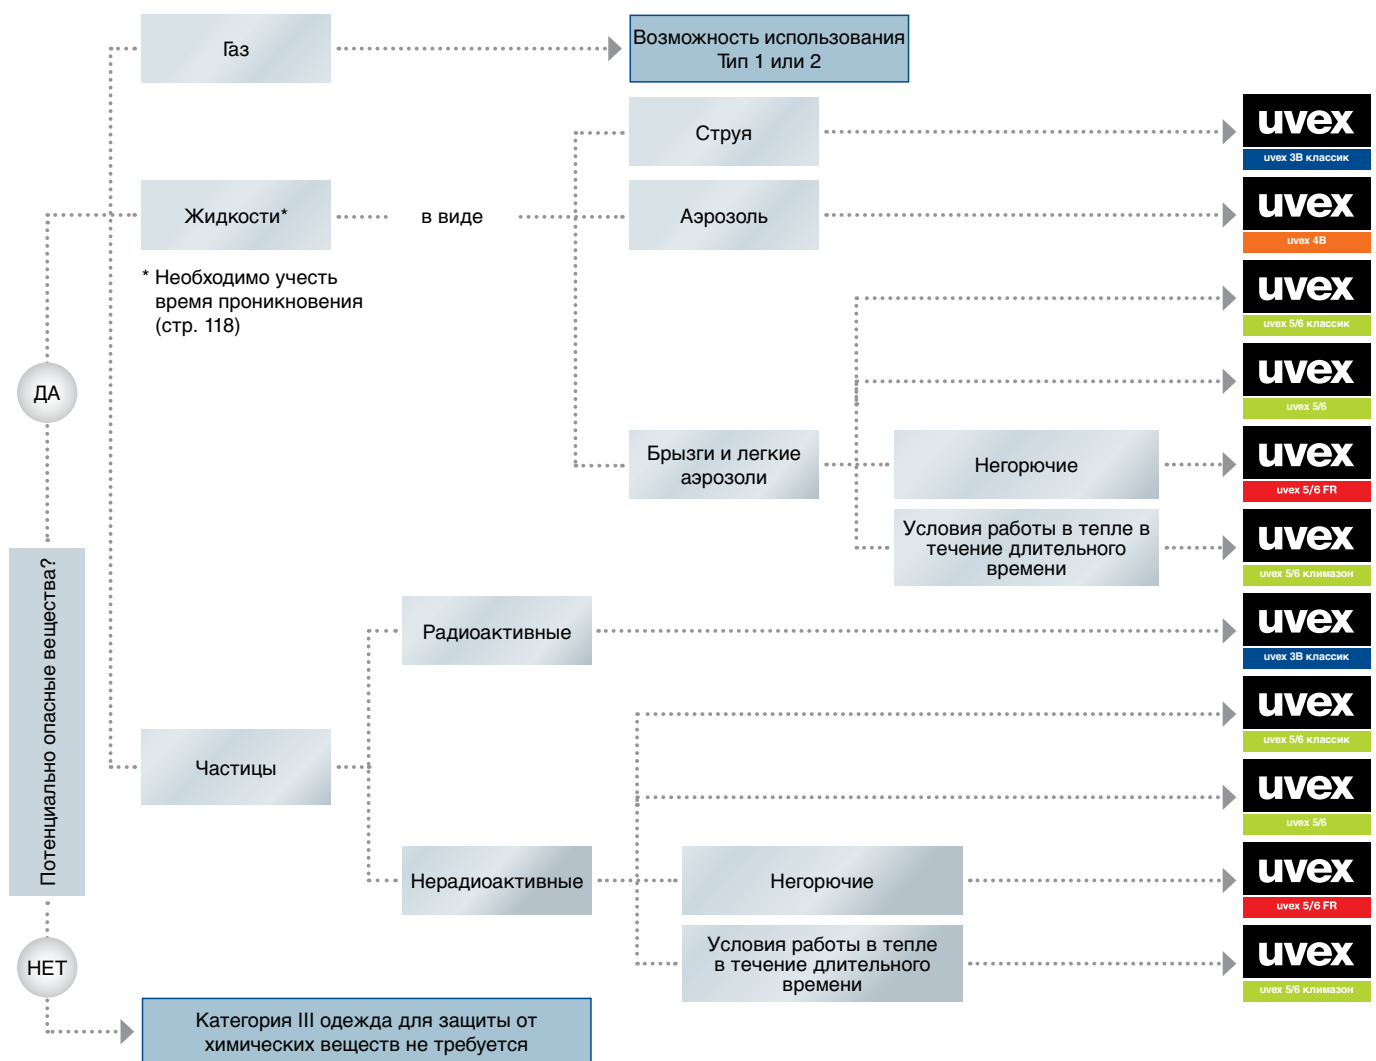 Газ
Возможность использования
Тип 1 или 2
Струя
uvex
uvex 3B классик
Жидкости*
в виде
Аэрозоль
uvex
uvex 4B
* Необходимо учесть
время проникновения
(стр. 118)
uvex
uvex 5/6 классик
ДА
uvex
uvex 5/6
Брызги и легкие
аэрозоли
Негорючие
uvex
uvex 5/6 FR
Условия работы в тепле в
течение длительного
времени
uvex
uvex 5/6 климазон
Потенциально опасные вещества?
Радиоактивные
uvex
uvex 3B классик
uvex
uvex 5/6 классик
Частицы
uvex
uvex 5/6
Нерадиоактивные
Негорючие
uvex
uvex 5/6 FR
Условия работы в тепле
в течение длительного
времени
uvex
uvex 5/6 климазон
НЕТ
Категория III одежда для защиты от
химических веществ не требуется